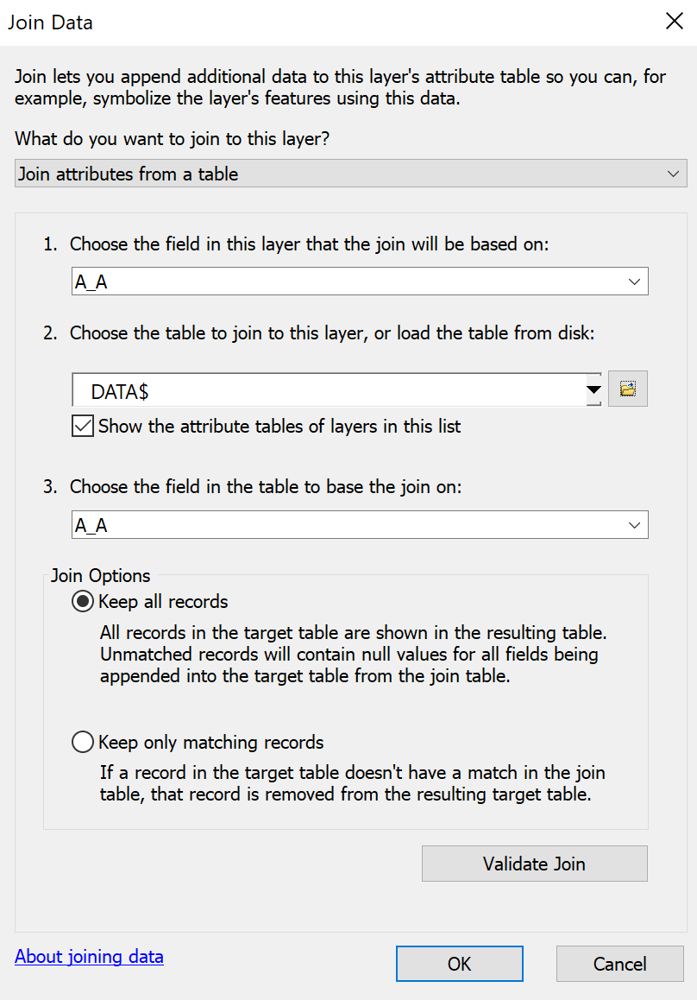 Join Data
Join lets you append additional data to this layer's attribute table so you can, for
example, symbolize the layer's features using this data.
What do you want to join to this layer?
Join attributes from a table
1. Choose the field in this layer that the join will be based on:
A_A
2. Choose the table to join to this layer, or load the table from disk:
DATA$
Show the attribute tables of layers in this list
3. Choose the field in the table to base the join on:
A_A
Join Options
Keep all records
All records in the target table are shown in the resulting table.
Unmatched records will contain null values for all fields being
appended into the target table from the join table.
Keep only matching records
If a record in the target table doesn't have a match in the join
table, that record is removed from the resulting target table.
Validate Join
About joining data
OK
Cancel